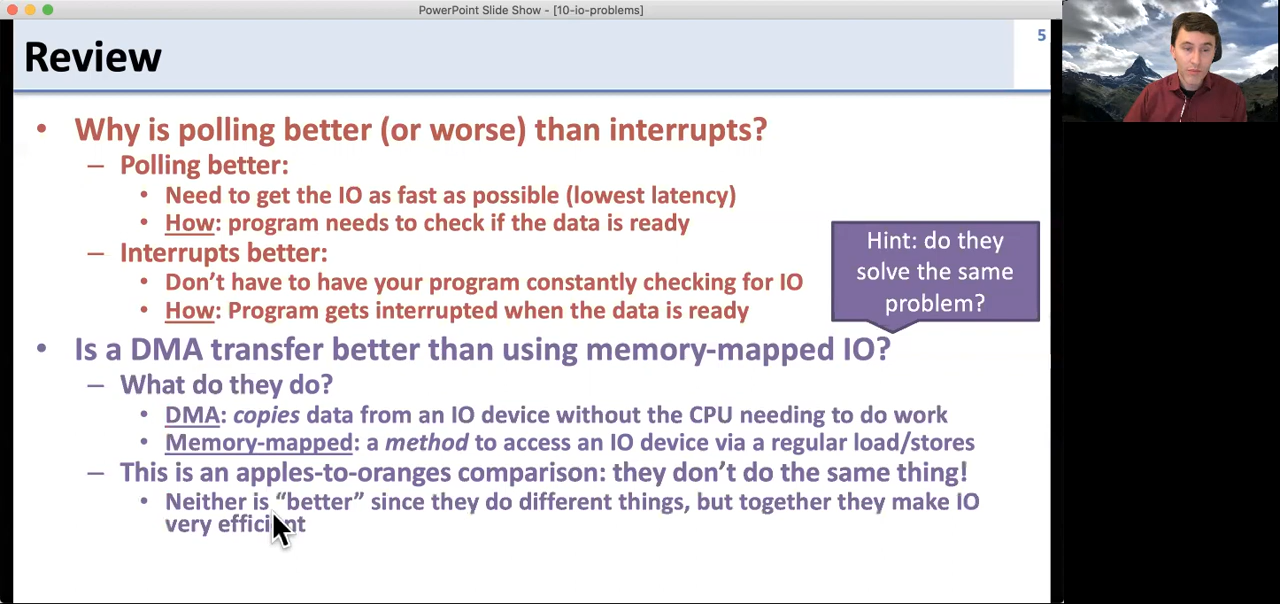 PowerPoint Slide Show - [10-io-problems]
5
Review
• Why is polling better (or worse) than interrupts?
– Polling better:
• Need to get the IO as fast as possible (lowest latency)
• How: program needs to check if the data is ready
– Interrupts better:
• Don't have to have your program constantly checking for IO
• How: Program gets interrupted when the data is ready
Hint: do they
solve the same
problem?
• Is a DMA transfer better than using memory-mapped IO?
– What do they do?
• DMA: copies data from an IO device without the CPU needing to do work
• Memory-mapped: a method to access an IO device via a regular load/stores
– This is an apples-to-oranges comparison: they don't do the same thing!
• Neither is “better” since they do different things, but together they make IO
very efficient